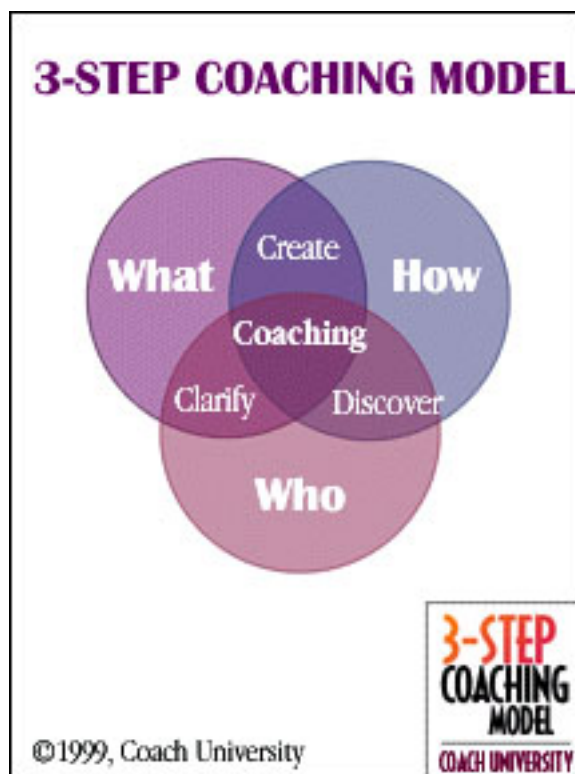 3-STEP COACHING MODEL
Create
What
How
Coaching
Clarify
Discover
Who
3-STEP
COACHING
MODEL
COACH UNIVERSITY
©1999, Coach University